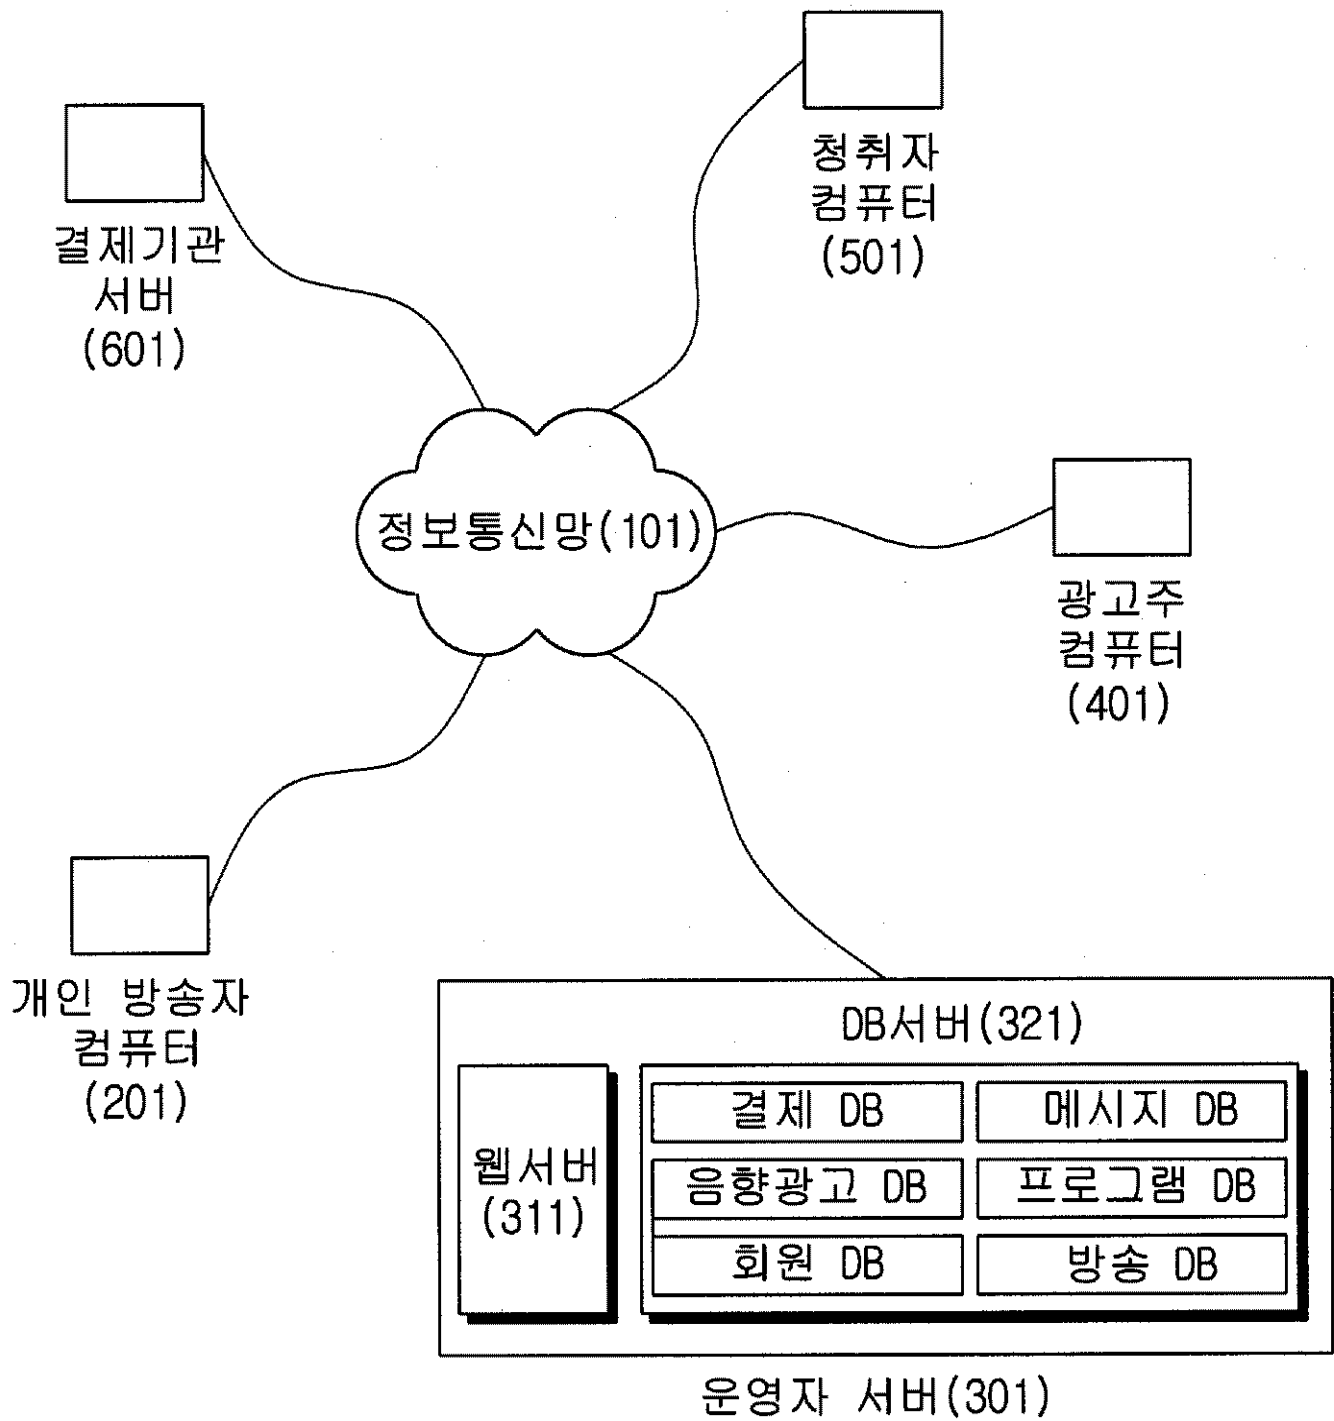 청취자
컴퓨터
(501)
결제기관
서버
(601)
정보통신망(101)
광고주
컴퓨터
(401)
개인 방송자
컴퓨터
(201)
DB서버(321)
웹서버
(311)
결제 DB
메시지 DB
음향광고 DB
프로그램 DB
회원 DB
방송 DB
운영자 서버(301)